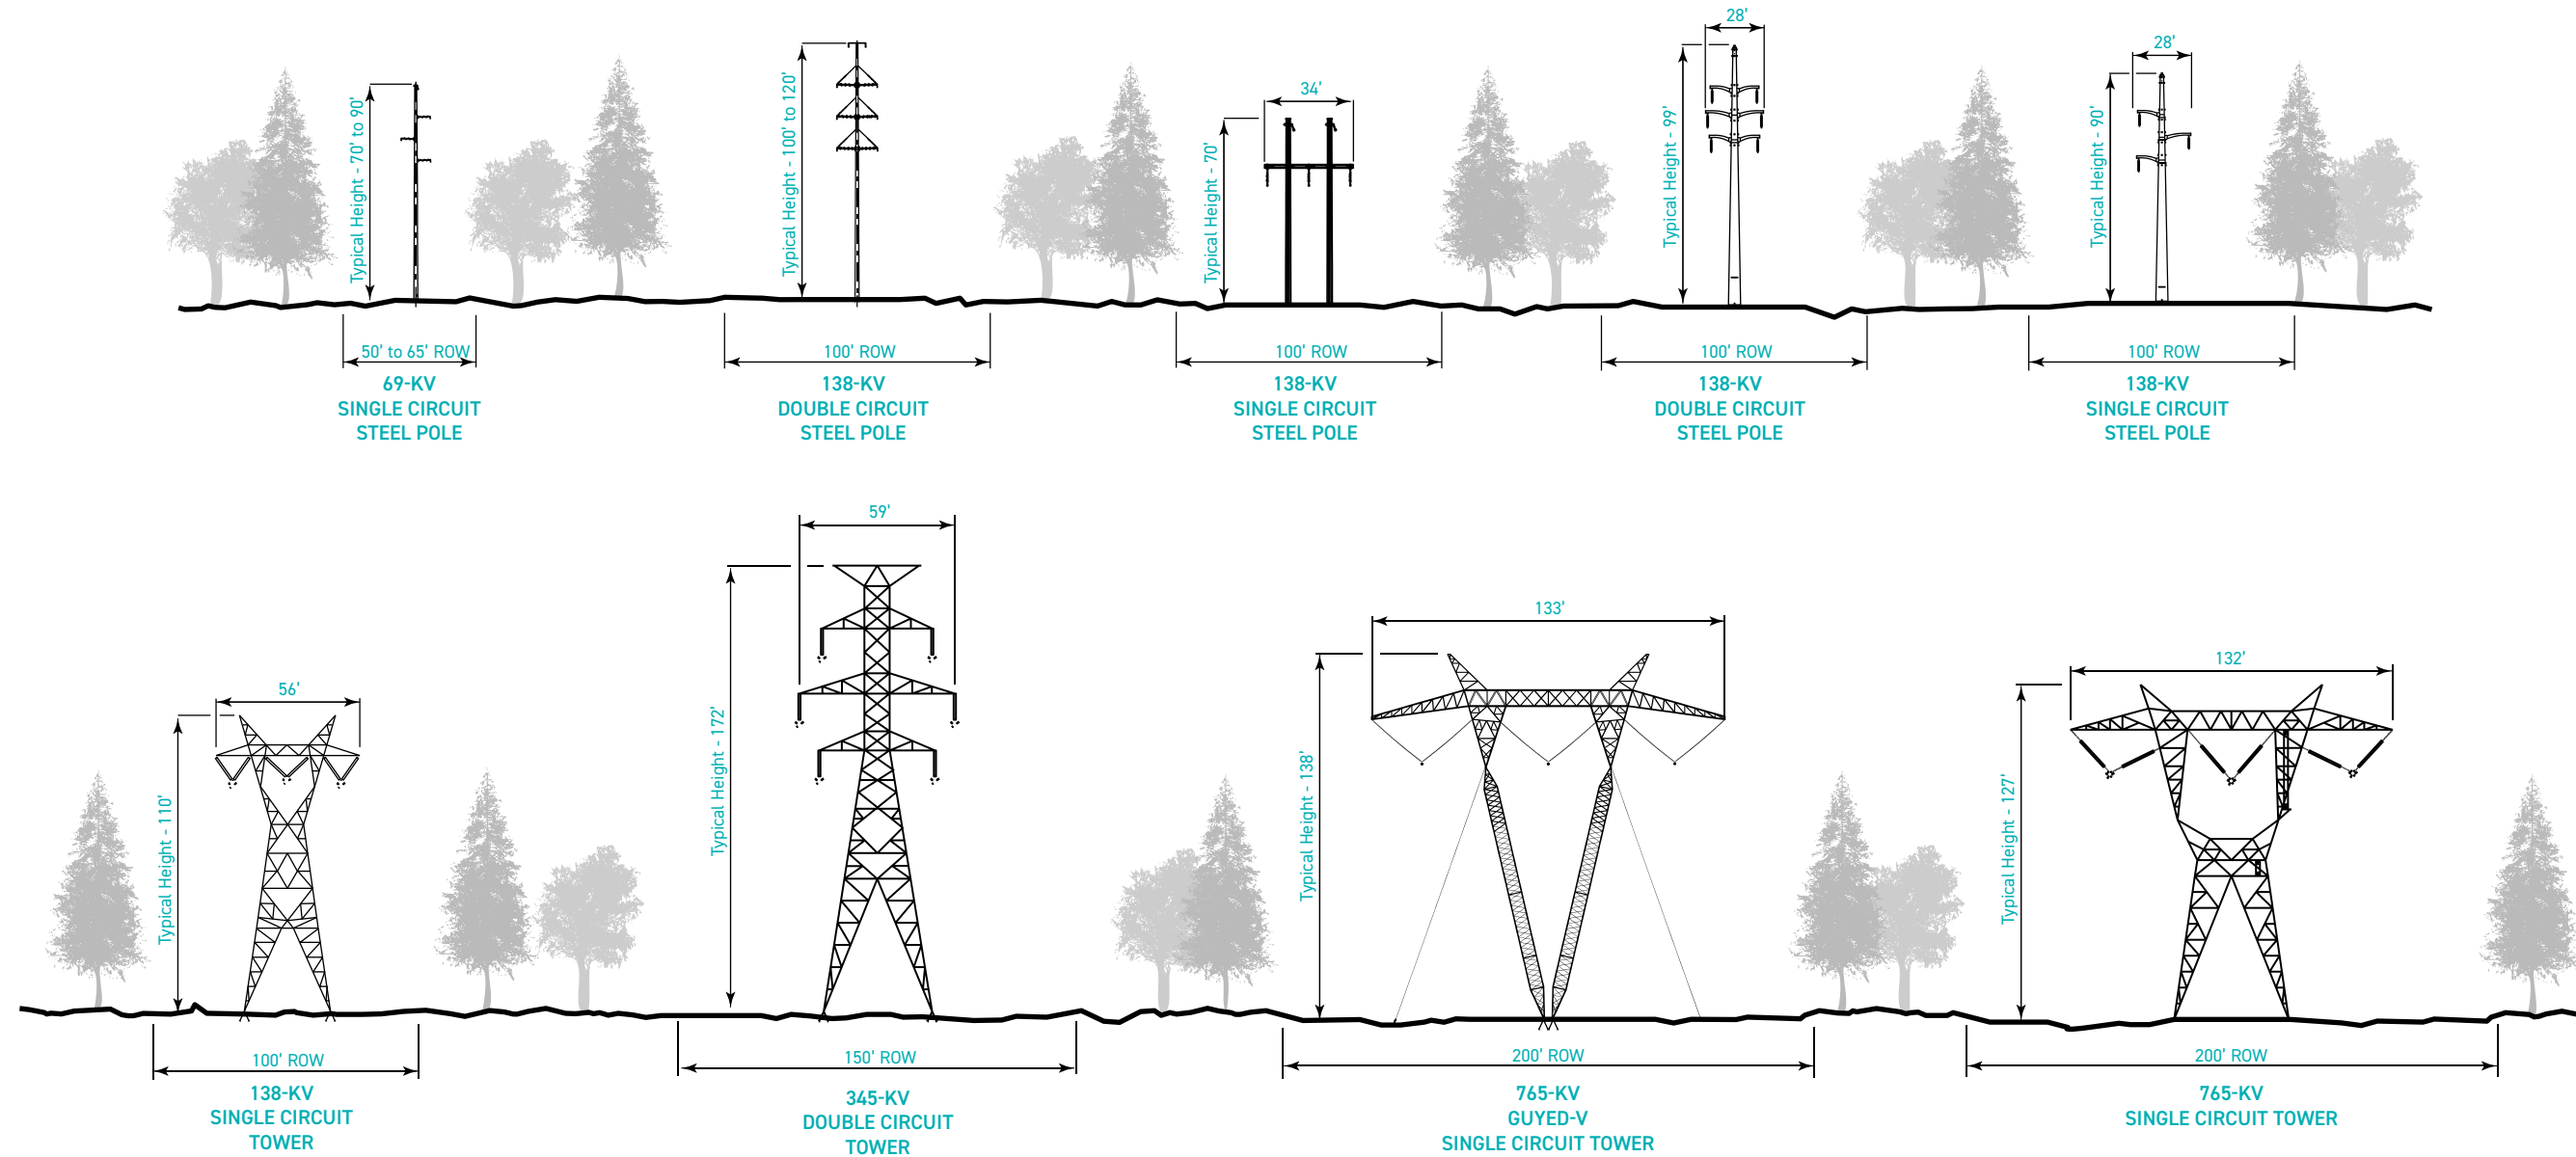 Typical Height - 70' to 90'
50' to 65' ROW
69-KV
SINGLE CIRCUIT
STEEL POLE
Typical Height - 100' to 120'
100' ROW
138-KV
DOUBLE CIRCUIT
STEEL POLE
34'
Typical Height - 70'
100' ROW
138-KV
SINGLE CIRCUIT
STEEL POLE
28'
Typical Height - 99'
100' ROW
138-KV
DOUBLE CIRCUIT
STEEL POLE
28'
Typical Height - 90'
100' ROW
138-KV
SINGLE CIRCUIT
STEEL POLE
56'
Typical Height - 110'
100' ROW
138-KV
SINGLE CIRCUIT
TOWER
59'
Typical Height - 172'
150' ROW
345-KV
DOUBLE CIRCUIT
TOWER
133'
Typical Height - 138'
200' ROW
765-KV
GUYED-V
SINGLE CIRCUIT TOWER
132'
Typical Height - 127'
200' ROW
765-KV
SINGLE CIRCUIT TOWER